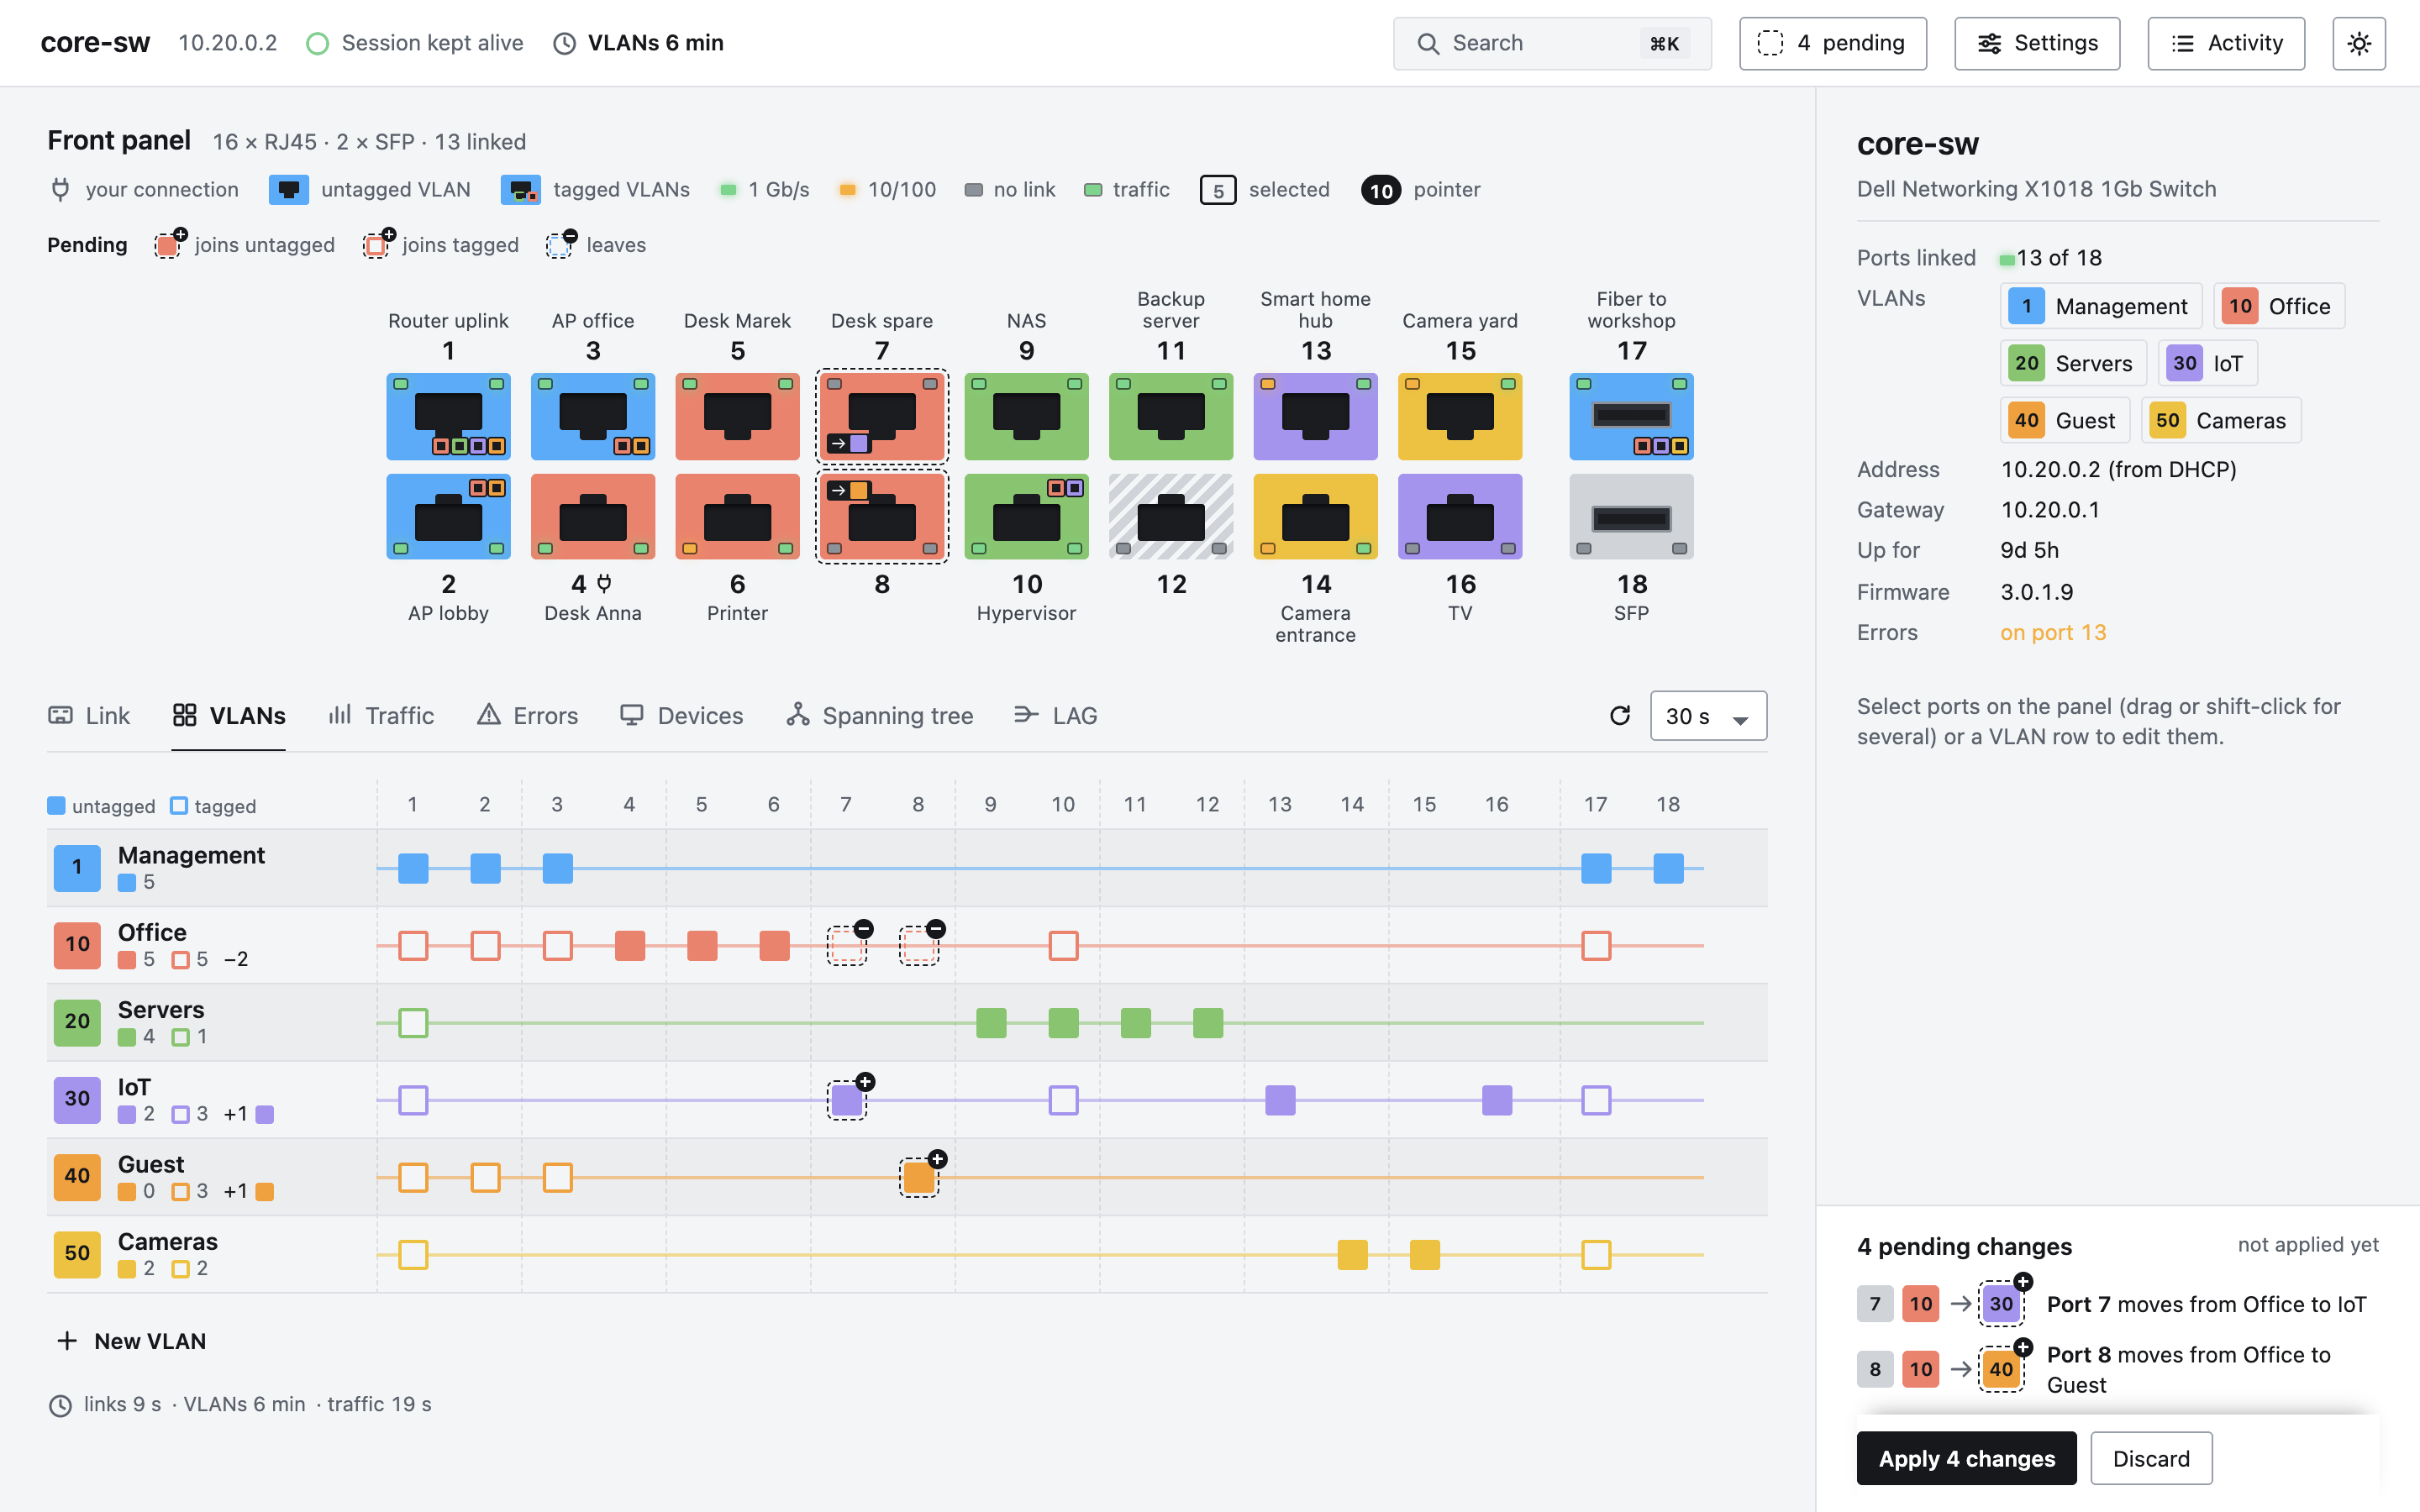 core-sw 10.20.0.2 Session kept alive VLANs 6 min Search ⌘K 4 pending Settings Activity
Front panel 16 × RJ45 · 2 × SFP · 13 linked
your connection untagged VLAN tagged VLANs 1 Gb/s 10/100 no link traffic 5 selected 10 pointer
Pending joins untagged joins tagged leaves
Router uplink AP office Desk Marek Desk spare NAS Backup server Smart home hub Camera yard Fiber to workshop
1 3 5 7 9 11 13 15 17
2 4 6 8 10 12 14 16 18
AP lobby Desk Anna Printer Hypervisor Camera entrance TV SFP
Link VLANs Traffic Errors Devices Spanning tree LAG 30 s
untagged tagged 1 2 3 4 5 6 7 8 9 10 11 12 13 14 15 16 17 18
1 Management
5
10 Office
5 5 −2
20 Servers
4 1
30 IoT
2 3 +1
40 Guest
0 3 +1
50 Cameras
2 2
New VLAN
links 9 s · VLANs 6 min · traffic 19 s
core-sw
Dell Networking X1018 1Gb Switch
Ports linked 13 of 18
VLANs 1 Management 10 Office
20 Servers 30 IoT
40 Guest 50 Cameras
Address 10.20.0.2 (from DHCP)
Gateway 10.20.0.1
Up for 9d 5h
Firmware 3.0.1.9
Errors on port 13
Select ports on the panel (drag or shift-click for
several) or a VLAN row to edit them.
4 pending changes not applied yet
7 10 → 30 Port 7 moves from Office to IoT
8 10 → 40 Port 8 moves from Office to
Guest
Apply 4 changes Discard